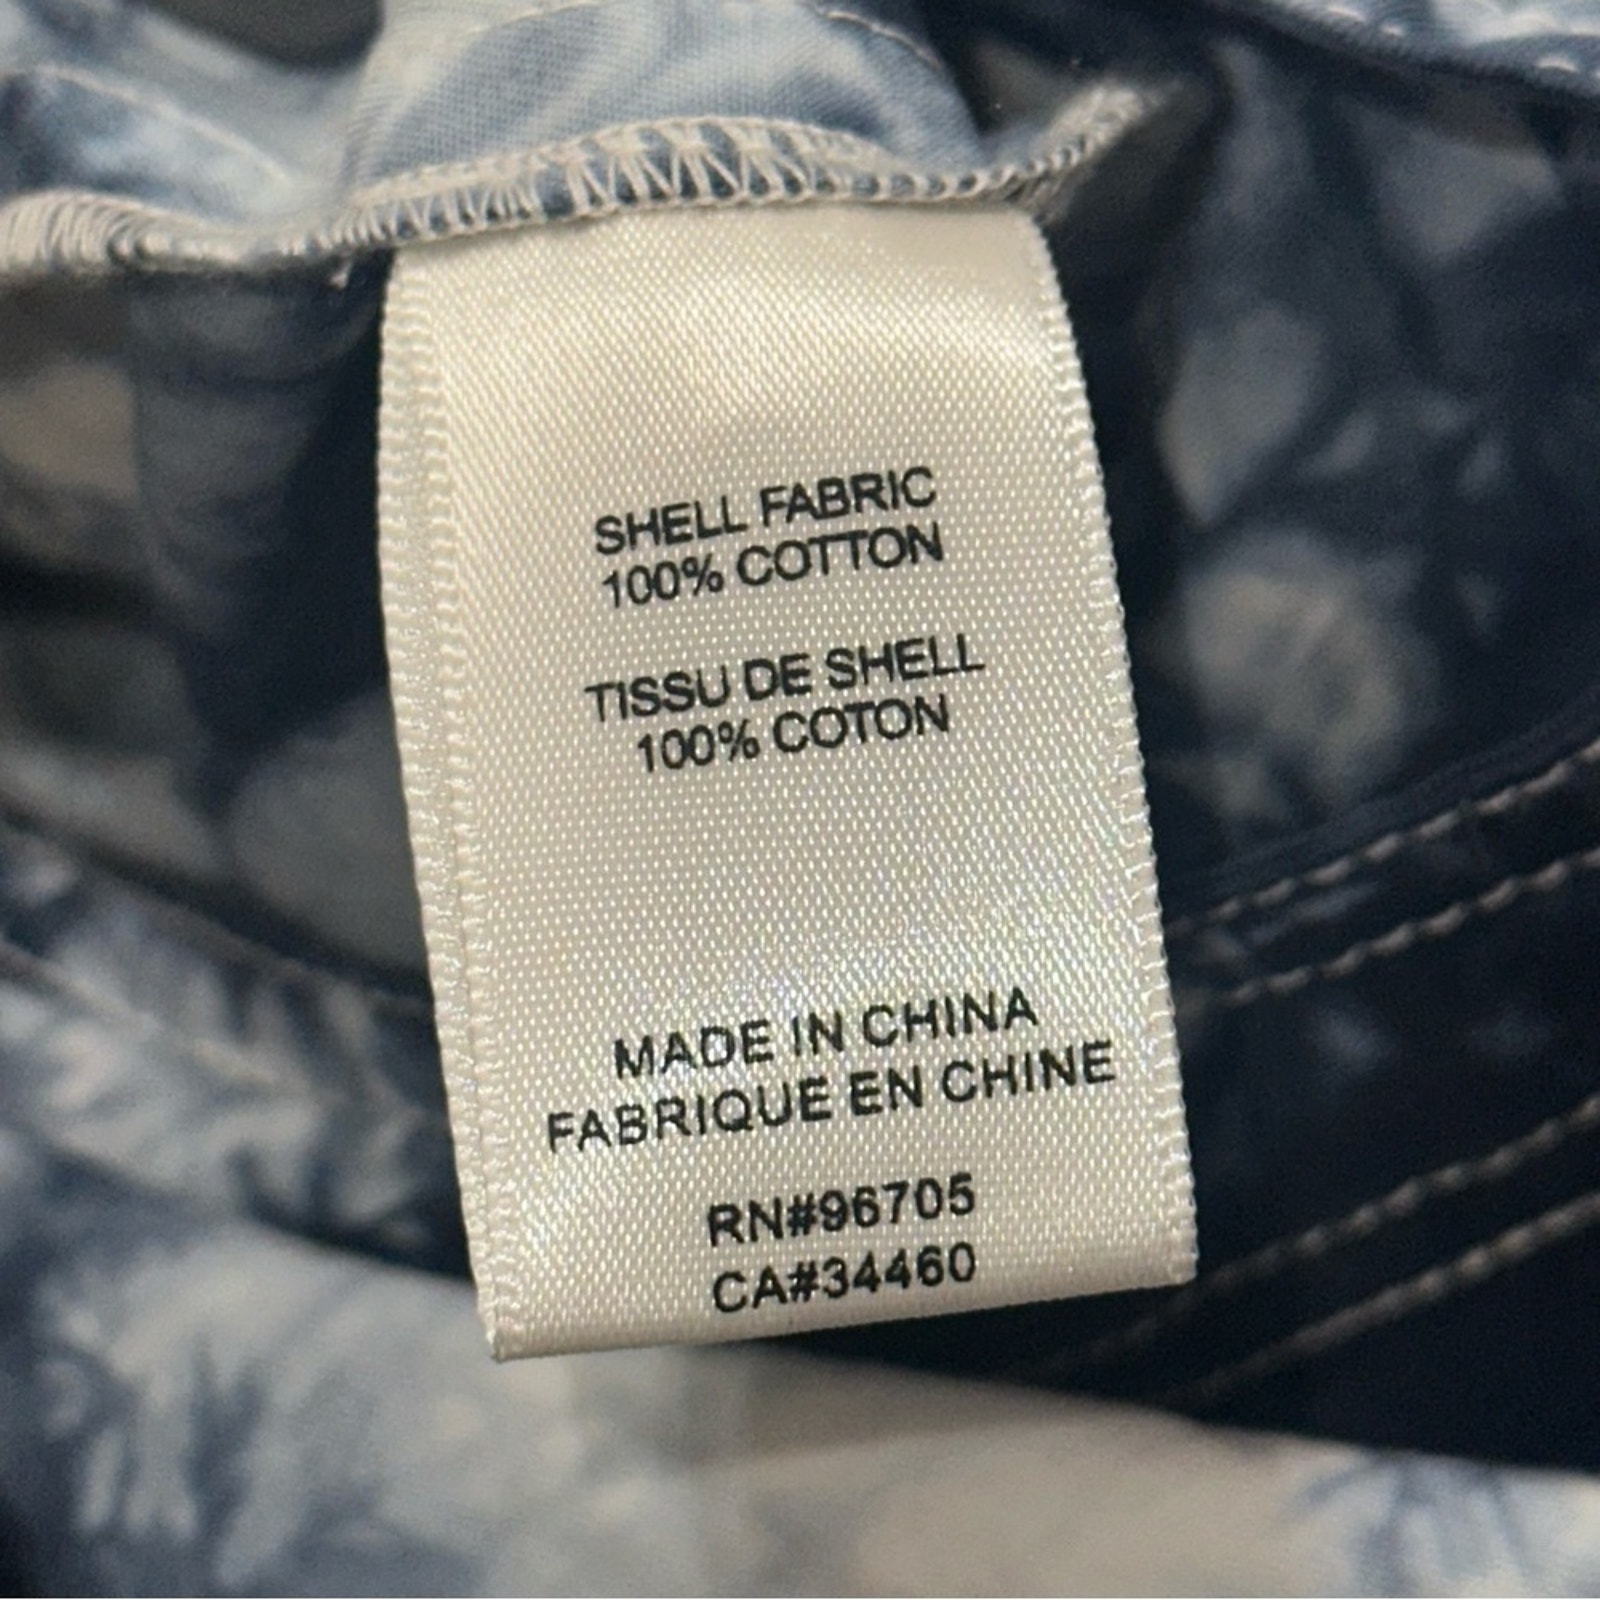 SHELL FABRIC
100% COTTON
TISSU DE SHELL
100% COTON
MADE IN CHINA
FABRIQUE EN CHINE
RN#96705
CA#34460